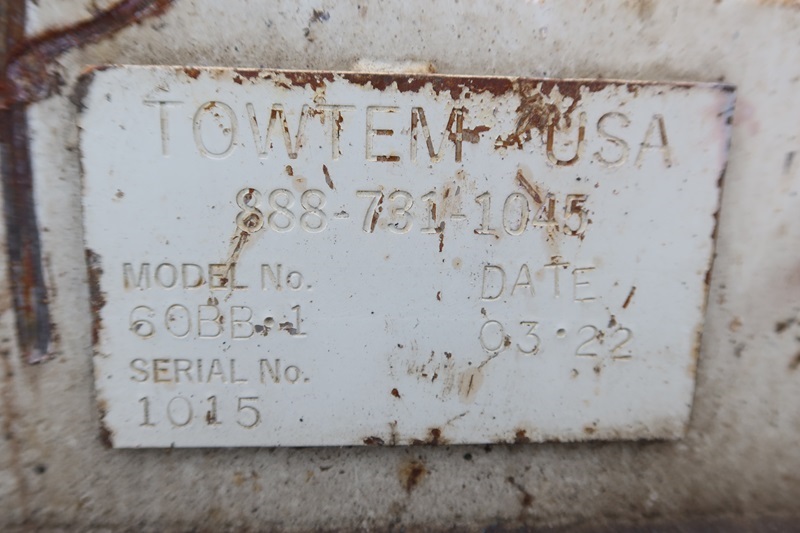 TOWTEM USA
888-731-1045
MODEL No. DATE
60BB-1 03-22
SERIAL No.
1015